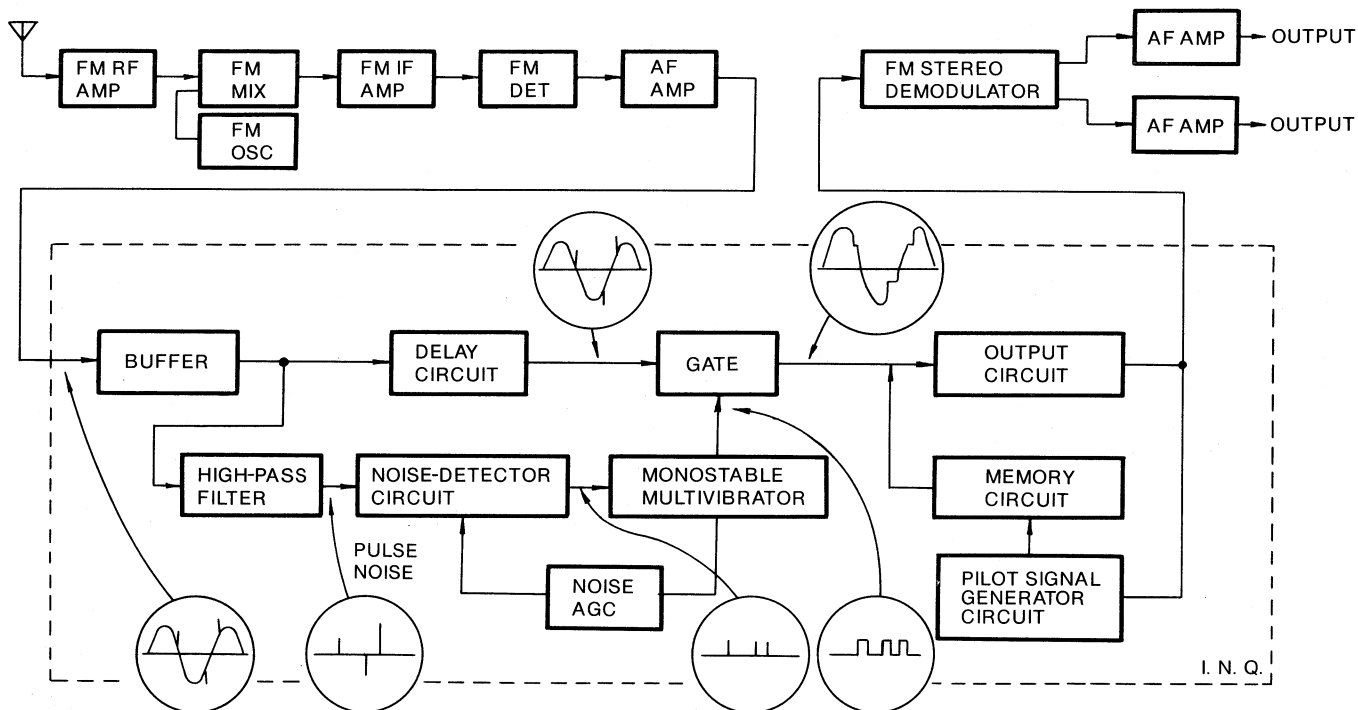 FM RF
AMP
FM
MIX
FM
OSC
FM IF
AMP
FM
DET
AF
AMP
FM STEREO
DEMODULATOR
AF AMP
OUTPUT
AF AMP
OUTPUT
BUFFER
DELAY
CIRCUIT
GATE
OUTPUT
CIRCUIT
HIGH-PASS
FILTER
NOISE-DETECTOR
CIRCUIT
MONOSTABLE
MULTIVIBRATOR
MEMORY
CIRCUIT
PULSE
NOISE
NOISE
AGC
PILOT SIGNAL
GENERATOR
CIRCUIT
I. N. Q.